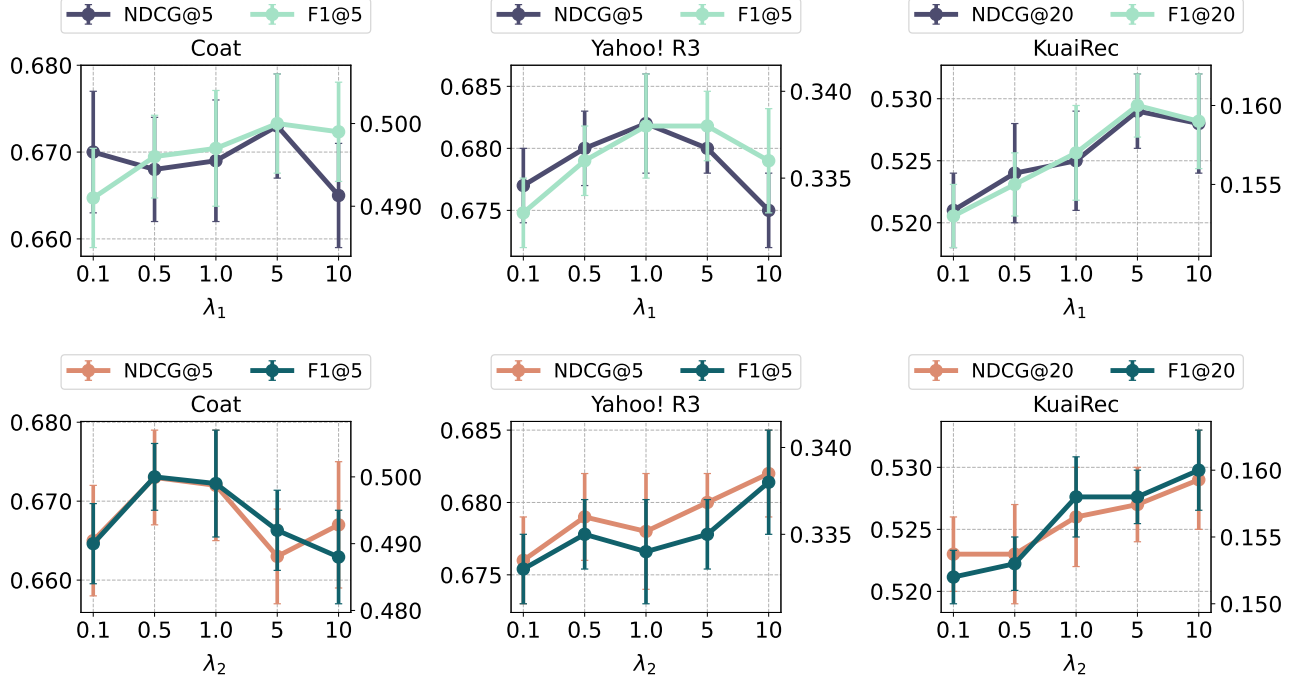 NDCG@5 F1@5
Coat
0.680
0.670
0.660
0.500
0.490
0.1 0.5 1.0 5 10
λ1
NDCG@5 F1@5
Yahoo! R3
0.685
0.680
0.675
0.340
0.335
0.1 0.5 1.0 5 10
λ1
NDCG@20 F1@20
KuaiRec
0.530
0.525
0.520
0.160
0.155
0.1 0.5 1.0 5 10
λ1
NDCG@5 F1@5
Coat
0.680
0.670
0.660
0.500
0.490
0.480
0.1 0.5 1.0 5 10
λ2
NDCG@5 F1@5
Yahoo! R3
0.685
0.680
0.675
0.340
0.335
0.1 0.5 1.0 5 10
λ2
NDCG@20 F1@20
KuaiRec
0.530
0.525
0.520
0.160
0.155
0.150
0.1 0.5 1.0 5 10
λ2